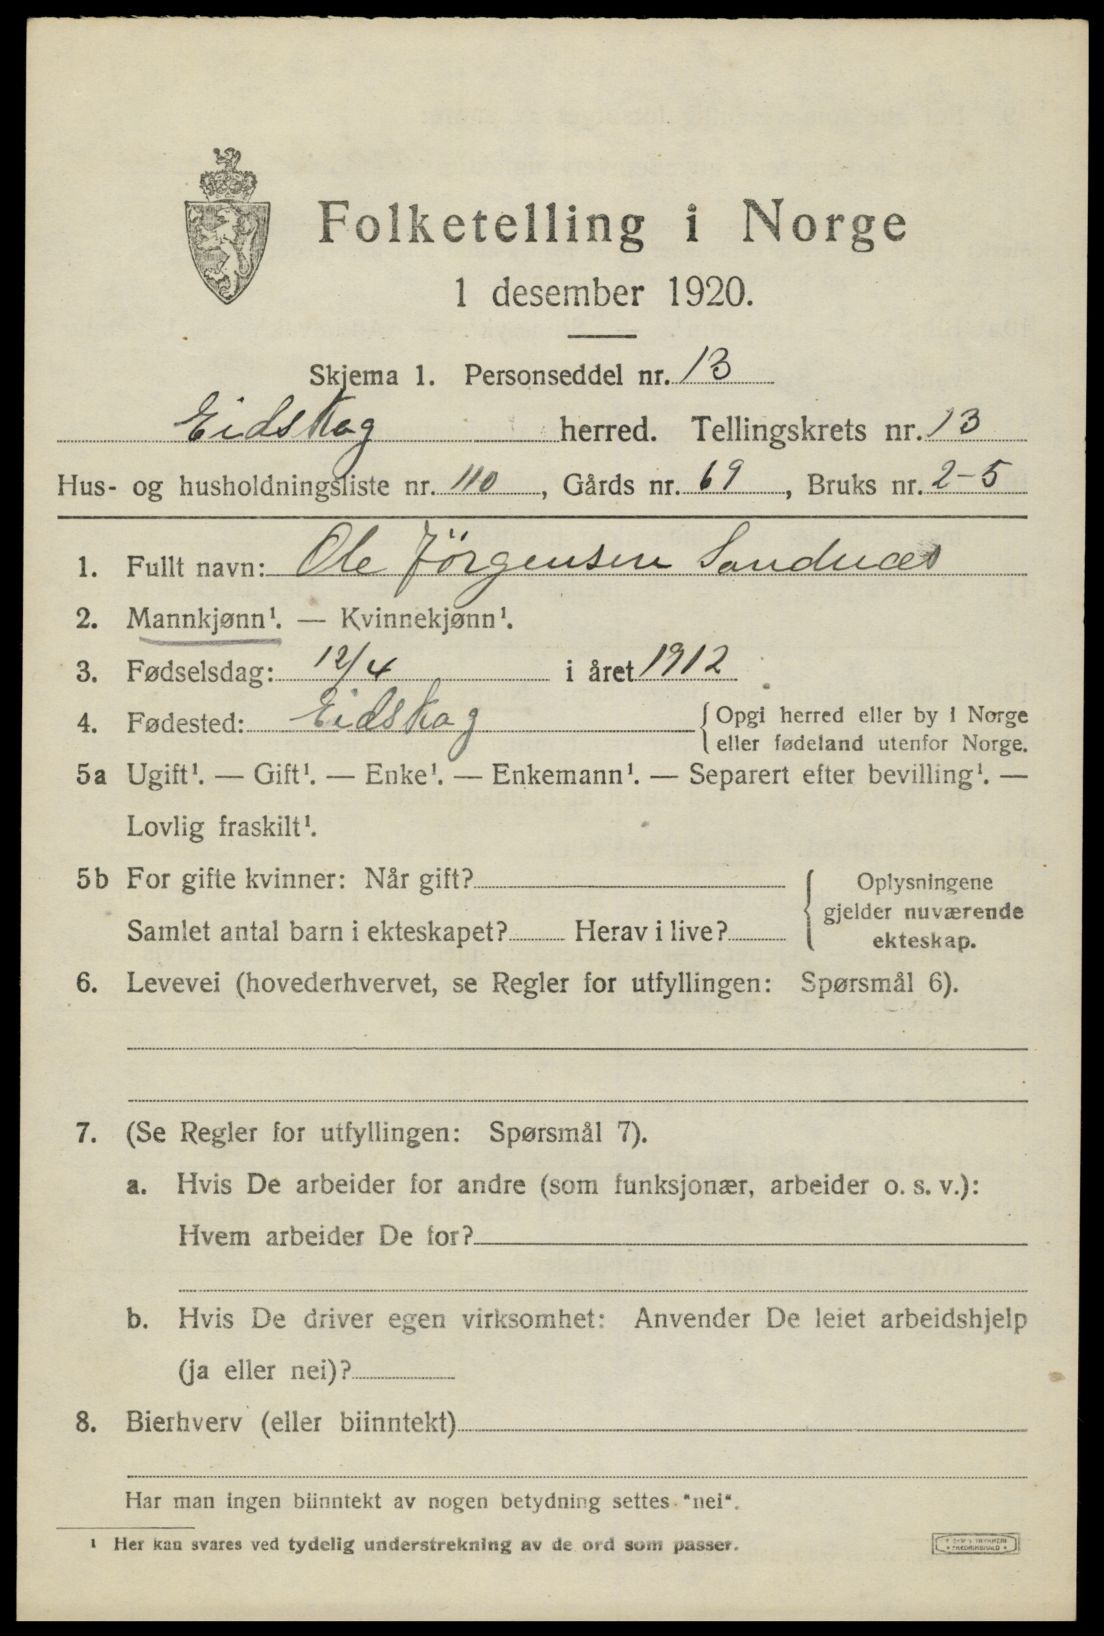 Folketelling i Norge
1 desember 1920.
Skjema 1. Personseddel nr. 13
Eidskog herred. Tellingskrets nr. 13
Hus- og husholdningsliste nr. 110, Gårds nr. 69, Bruks nr. 2-5
1. Fullt navn: Ole Jörgensen Sandnæs
2. Mannkjønn¹. — Kvinnekjønn¹.
3. Fødselsdag: 12/4 i året 1912
4. Fødested: Eidskog {Opgi herred eller by i Norge
eller fødeland utenfor Norge.
5a Ugift¹. — Gift¹. — Enke¹. — Enkemann¹. — Separert efter bevilling¹. —
Lovlig fraskilt¹.
5b For gifte kvinner: Når gift? { Oplysningene
gjelder nuværende
Samlet antal barn i ekteskapet? Herav i live?
ekteskap.
6. Levevei (hovederhvervet, se Regler for utfyllingen: Spørsmål 6).
7. (Se Regler for utfyllingen: Spørsmål 7).
a. Hvis De arbeider for andre (som funksjonær, arbeider o. s. v.):
Hvem arbeider De for?
b. Hvis De driver egen virksomhet: Anvender De leiet arbeidshjelp
(ja eller nei)?
8. Bierhverv (eller biinntekt)
Har man ingen biinntekt av nogen betydning settes "nei".
¹ Her kan svares ved tydelig understrekning av de ord som passer.